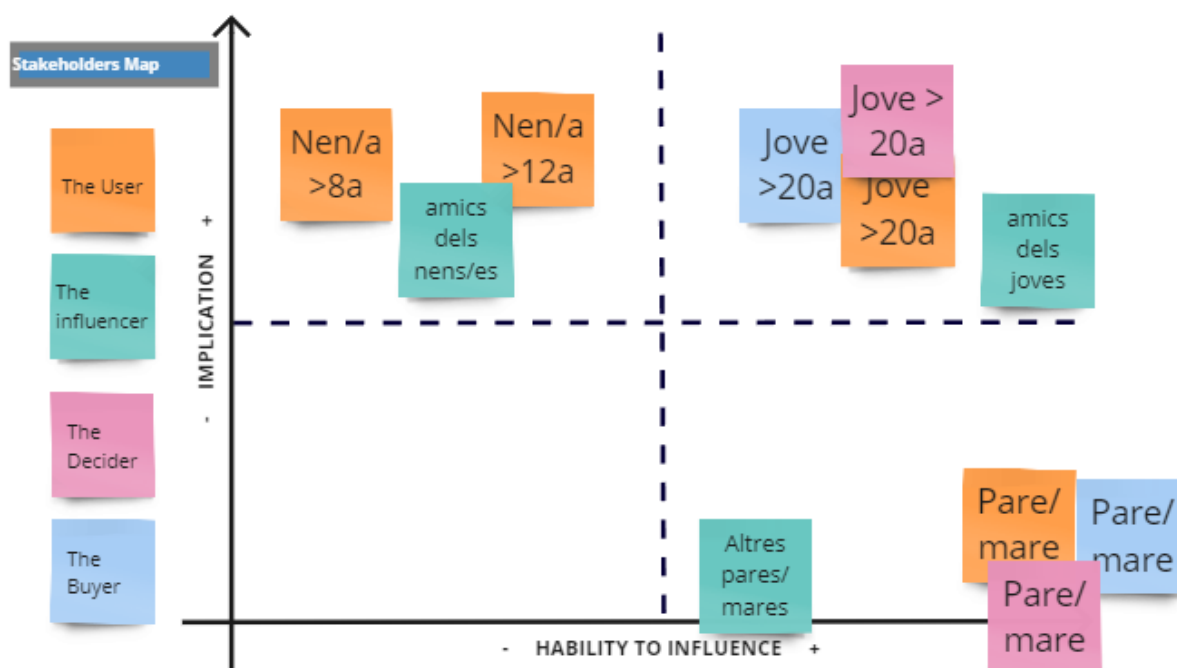 Stakeholders Map
The User
The
influencer
The
Decider
The
Buyer
- IMPLICATION +
Nen/a
>8a
Nen/a
>12a
amics
dels
nens/es
Jove
>20a
Jove >
20a
Jove
>20a
amics
dels
joves
Altres
pares/
mares
Pare/
mare
Pare/
mare
Pare/
mare
- HABILITY TO INFLUENCE +